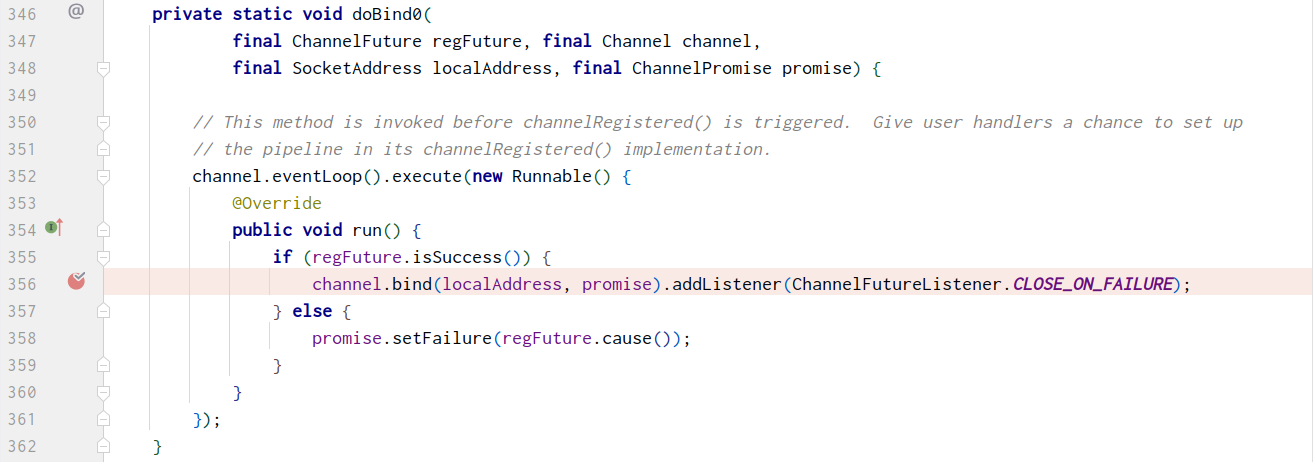 346 @ private static void doBind0(
347 final ChannelFuture regFuture, final Channel channel,
348 final SocketAddress localAddress, final ChannelPromise promise) {
349
350 // This method is invoked before channelRegistered() is triggered.  Give user handlers a chance to set up
351 // the pipeline in its channelRegistered() implementation.
352 channel.eventLoop().execute(new Runnable() {
353 @Override
354 public void run() {
355 if (regFuture.isSuccess()) {
356 channel.bind(localAddress, promise).addListener(ChannelFutureListener.CLOSE_ON_FAILURE);
357 } else {
358 promise.setFailure(regFuture.cause());
359 }
360 }
361 });
362 }